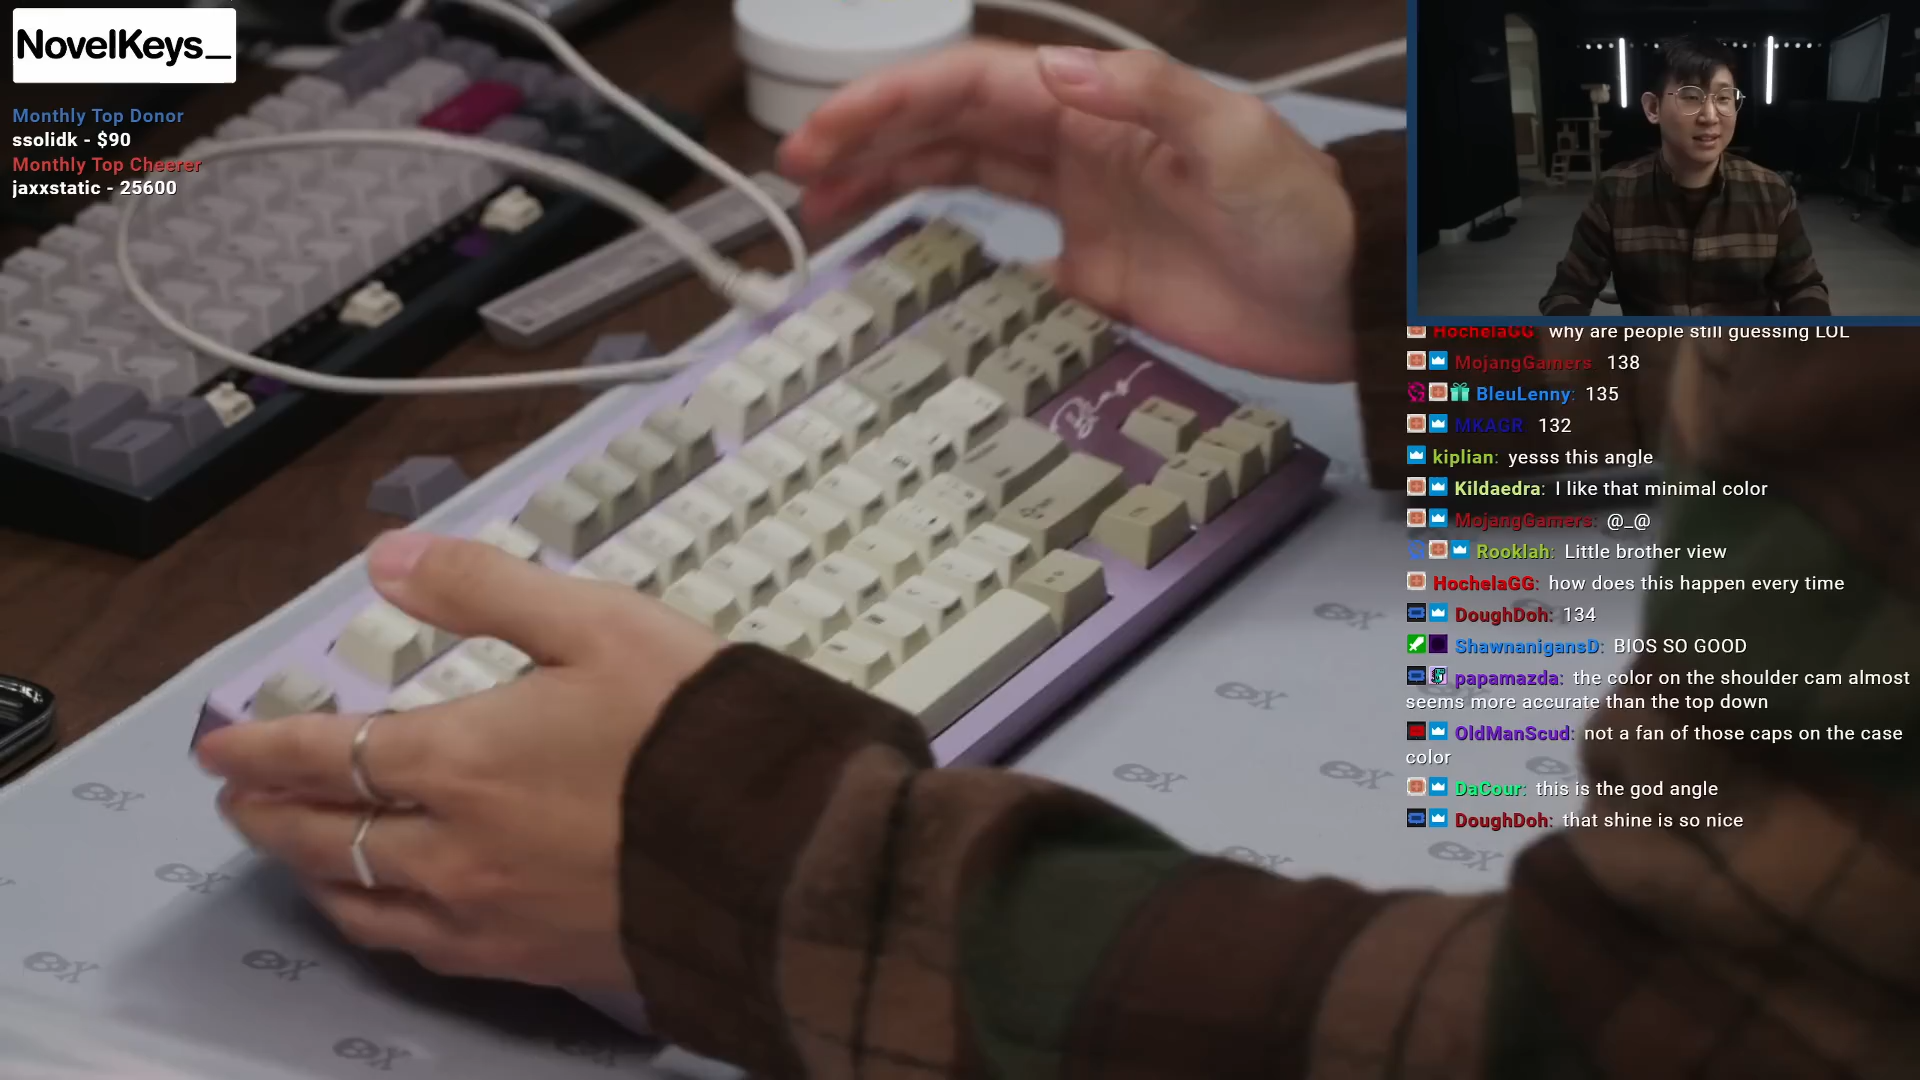 NovelKeys_
Monthly Top Donor
ssolidk - $90
Monthly Top Cheerer
jaxxstatic - 25600
HochelaGG: why are people still guessing LOL
MojangGamers: 138
BleuLenny: 135
MKAGR: 132
kiplian: yesss this angle
Kildaedra: I like that minimal color
MojangGamers: @_@
Rooklah: Little brother view
HochelaGG: how does this happen every time
DoughDoh: 134
ShawnanigansD: BIOS SO GOOD
papamazda: the color on the shoulder cam almost
seems more accurate than the top down
OldManScud: not a fan of those caps on the case
color
DaCour: this is the god angle
DoughDoh: that shine is so nice